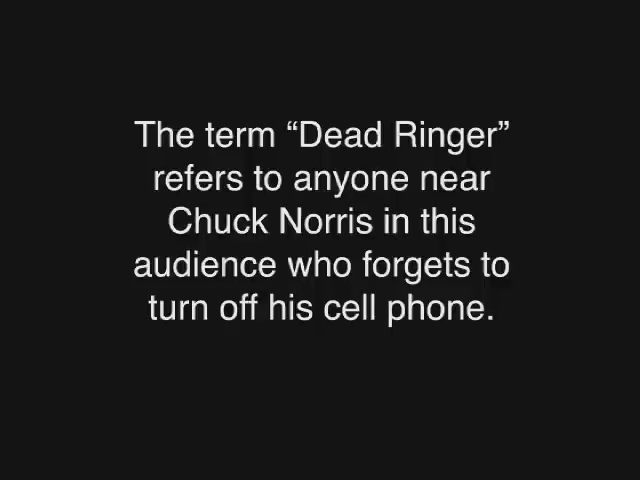 The term “Dead Ringer”
refers to anyone near
Chuck Norris in this
audience who forgets to
turn off his cell phone.